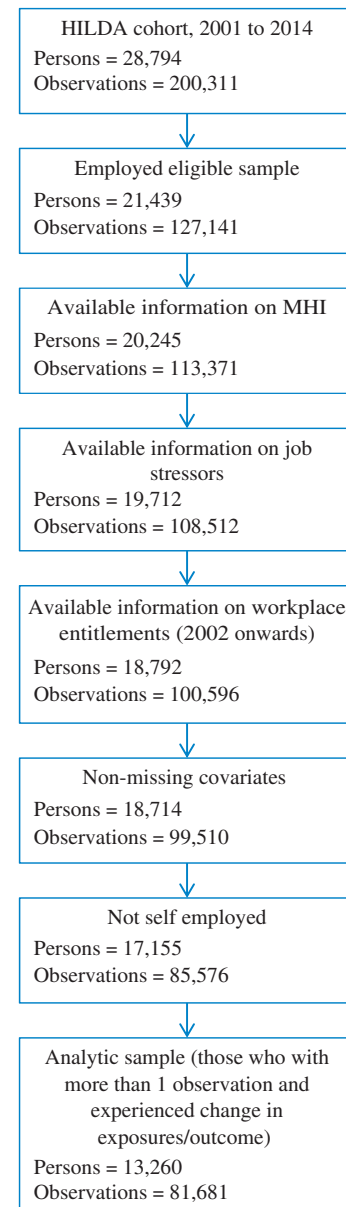 HILDA cohort, 2001 to 2014
Persons = 28,794
Observations = 200,311
Employed eligible sample
Persons = 21,439
Observations = 127,141
Available information on MHI
Persons = 20,245
Observations = 113,371
Available information on job
stressors
Persons = 19,712
Observations = 108,512
Available information on workplace
entitlements (2002 onwards)
Persons = 18,792
Observations = 100,596
Non-missing covariates
Persons = 18,714
Observations = 99,510
Not self employed
Persons = 17,155
Observations = 85,576
Analytic sample (those who with
more than 1 observation and
experienced change in
exposures/outcome)
Persons = 13,260
Observations = 81,681